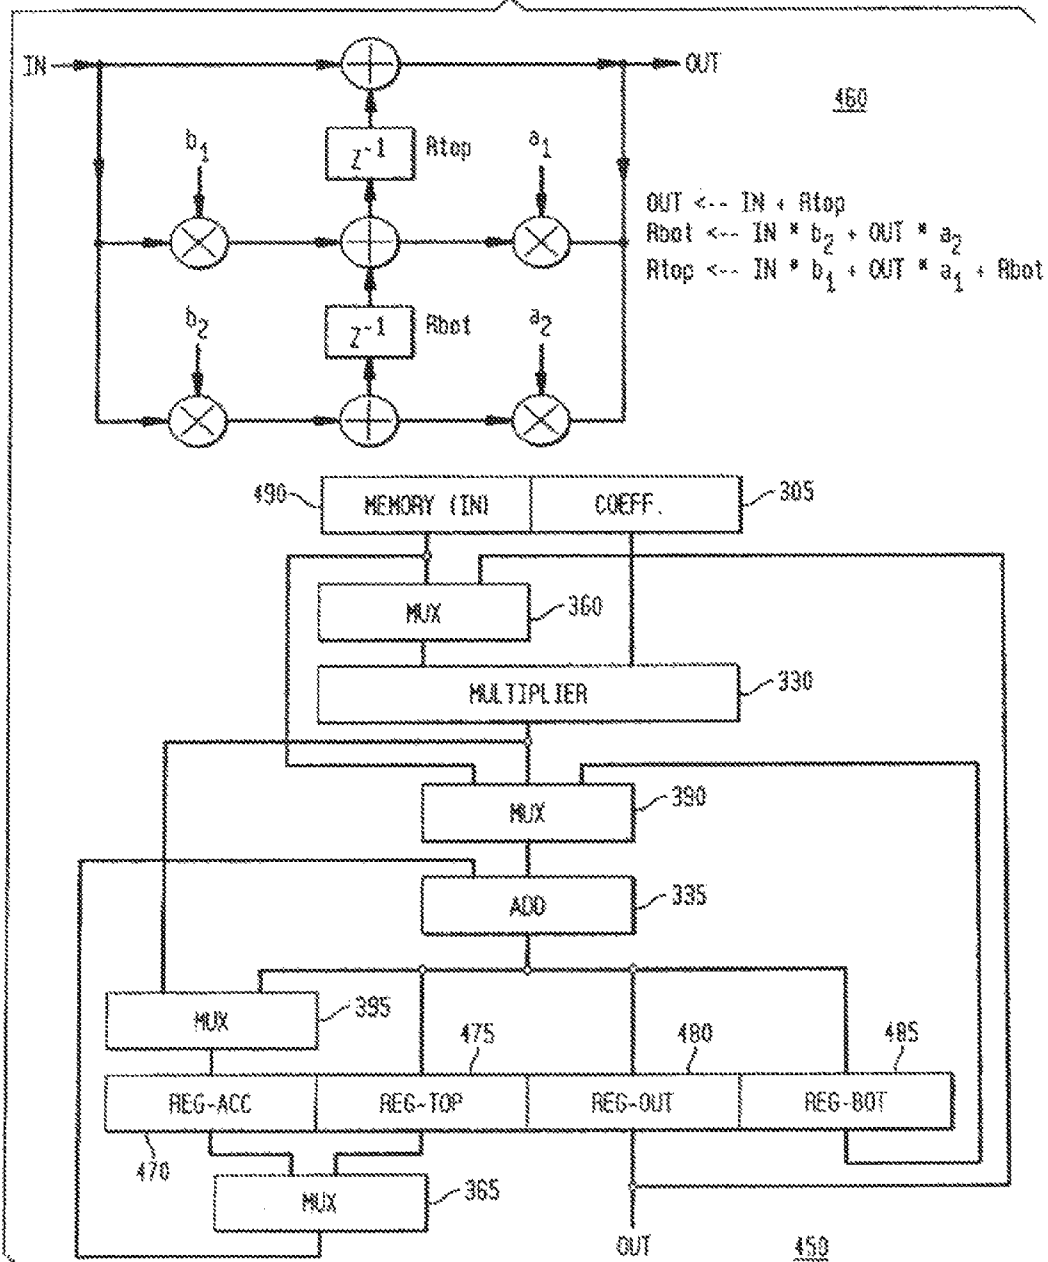 IN
OUT
460
b1
Z-1
Rtop
a1
OUT <-- IN + Rtop
Rbot <-- IN * b2 + OUT * a2
Rtop <-- IN * b1 + OUT * a1 + Rbot
b2
Z-1
Rbot
a2
490
MEMORY (IN)
COEFF.
305
MUX
360
MULTIPLIER
330
MUX
390
ADD
335
MUX
395
475
480
485
REG-ACC
REG-TOP
REG-OUT
REG-BOT
470
MUX
365
OUT
450